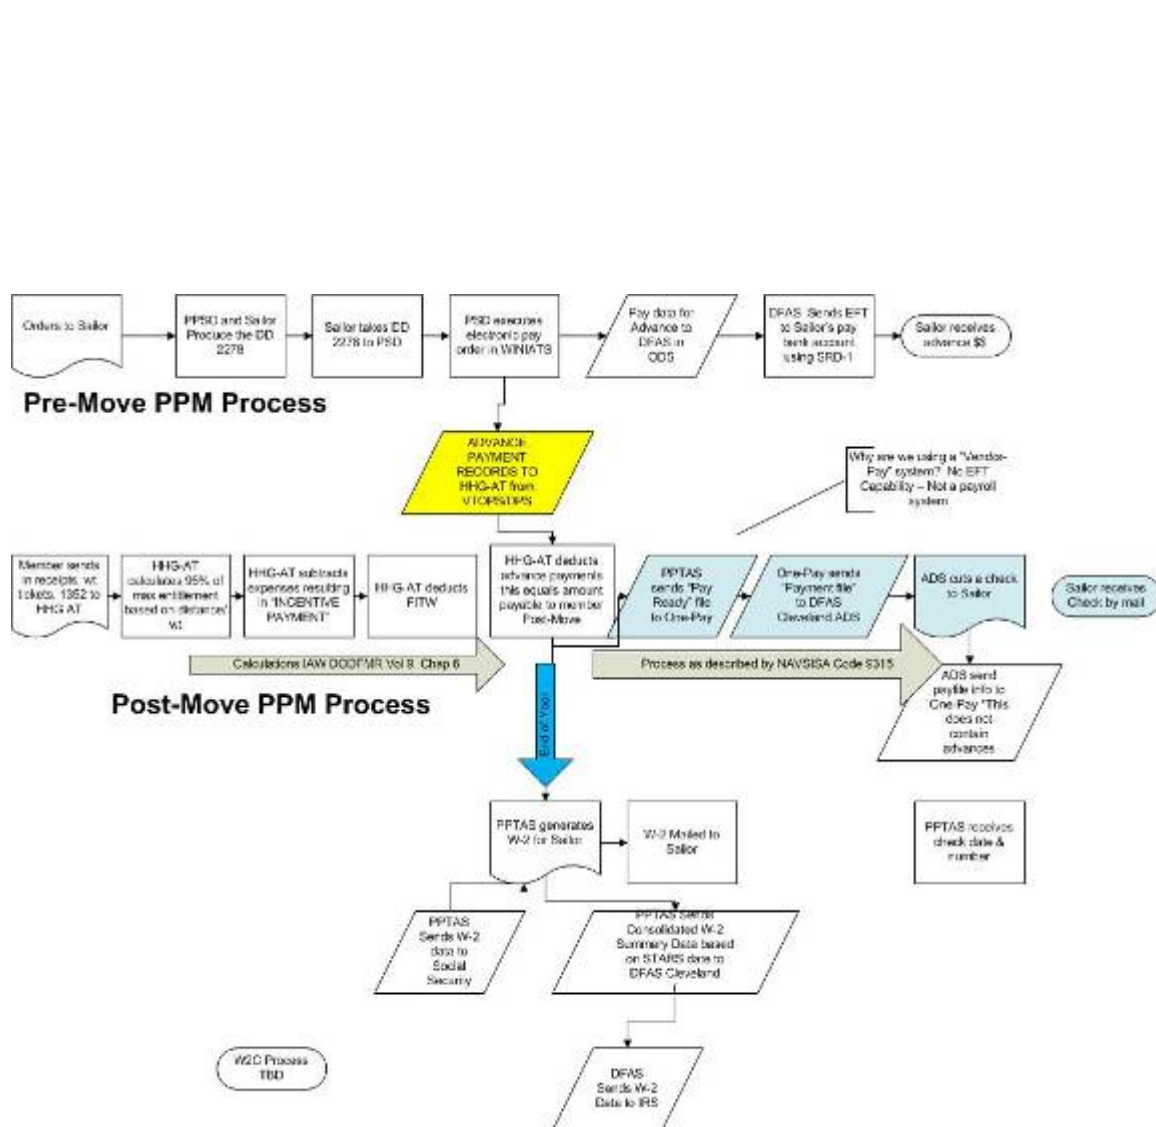 Orders to Sailor
PPSO and Sailor
Procuce the DD
2278
Sailor takes DD
2278 to PSD
PSD executes
electronic pay
order in WINIATS
Pay data for
Advance to
DFAS in
ODS
DFAS Sends EFT
to Sailor's pay
bank account
using SRD-1
Sailor receives
advance $$
Pre-Move PPM Process
ADVANCE
PAYMENT
RECORDS TO
HHG-AT from
VTOPS/DPS
Why are we using a "Vendor-
Pay" system? No EFT
Capability – Not a payroll
system
Member sends
in receipts, wt
tickets, 1352 to
HHG AT
HHG-AT
calculates 95% of
max entitlement
based on distance/
wt
HHG-AT subtracts
expenses resulting
in "INCENTIVE
PAYMENT"
HHG-AT deducts
FITW
HHG-AT deducts
advance payments
this equals amount
payable to member
Post-Move
PPTAS
sends "Pay
Ready" file
to One-Pay
One-Pay sends
"Payment file"
to DFAS
Cleveland ADS
ADS cuts a check
to Sailor
Sailor receives
Check by mail
Calculations IAW DODFMR Vol 9, Chap 6
Process as described by NAVSISA Code 9315
Post-Move PPM Process
ADS send
payfile info to
One-Pay "This
does not
contain
advances
End of Year
PPTAS generates
W-2 for Sailor
W-2 Mailed to
Sailor
PPTAS receives
check date &
number
PPTAS
Sends W-2
data to
Social
Security
PPTAS Sends
Consolidated W-2
Summary Data based
on STARS date to
DFAS Cleveland
W2C Process
TBD
DFAS
Sends W-2
Data to IRS